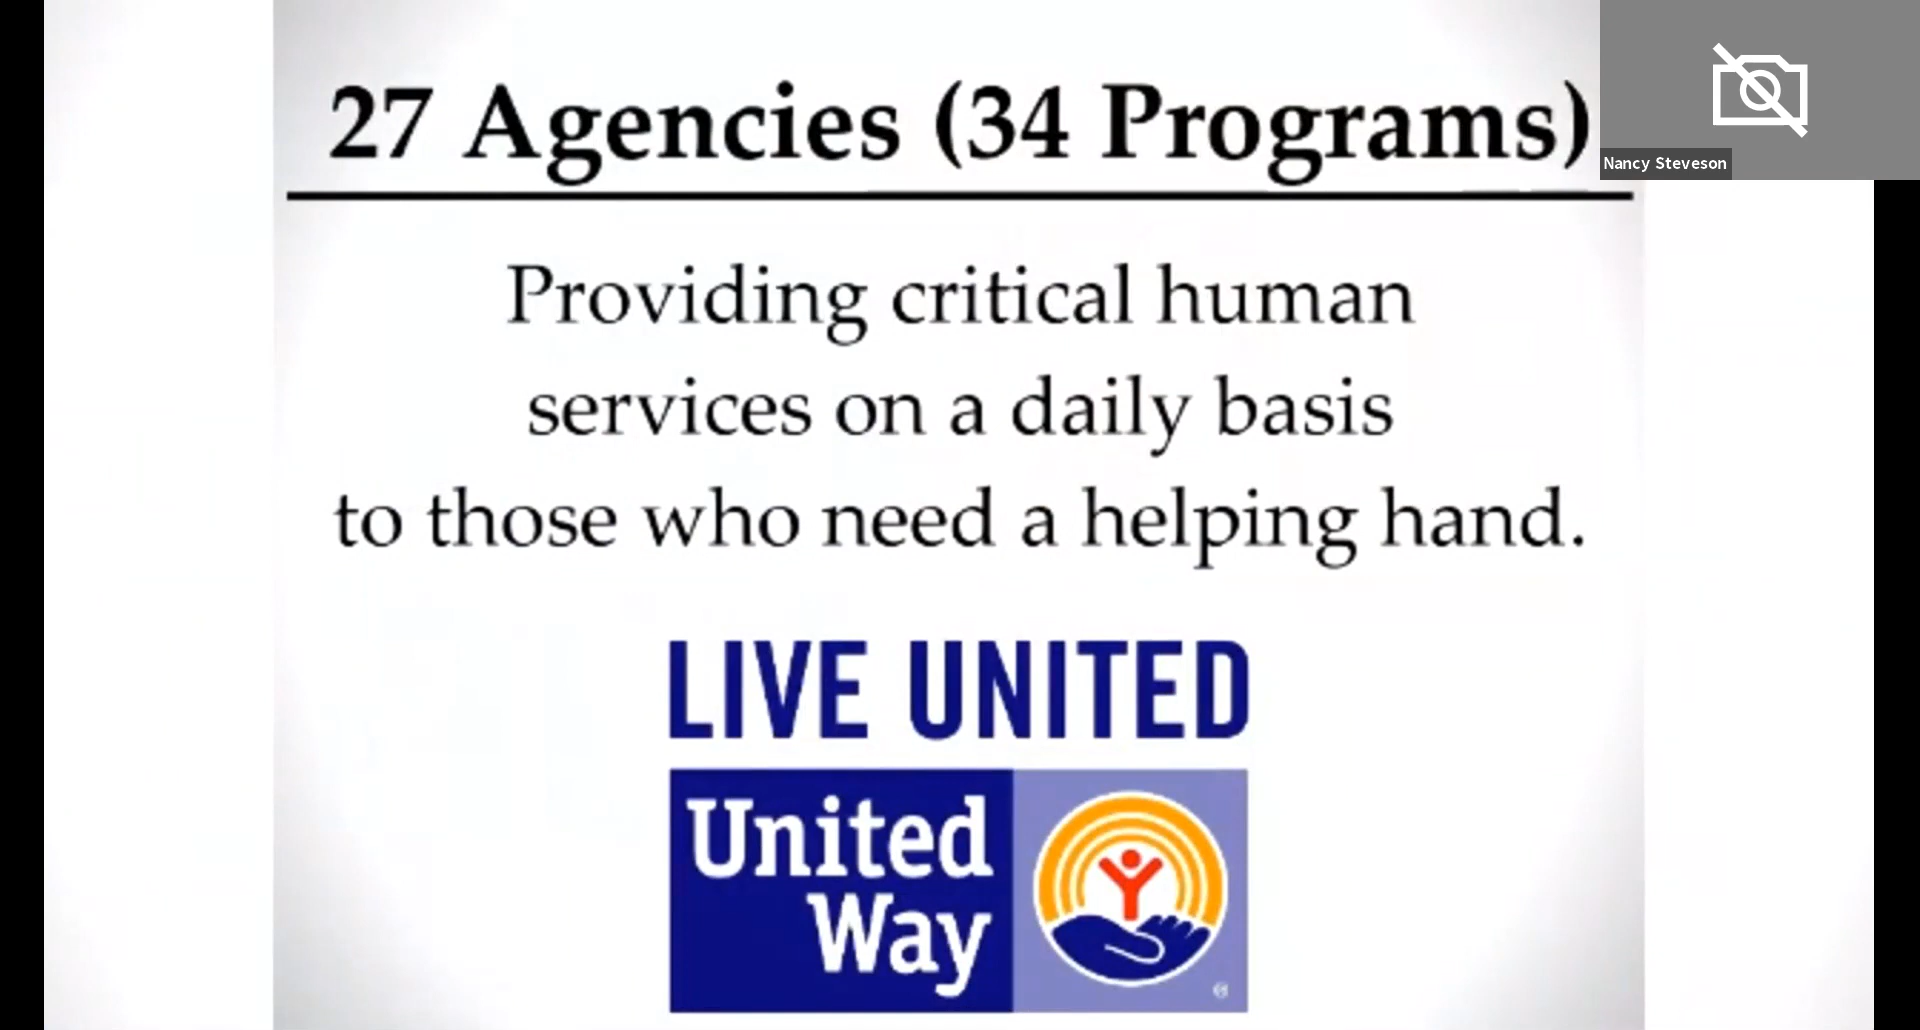 27 Agencies (34 Programs)
Nancy Steveson
Providing critical human
services on a daily basis
to those who need a helping hand.
LIVE UNITED
United
Way
®